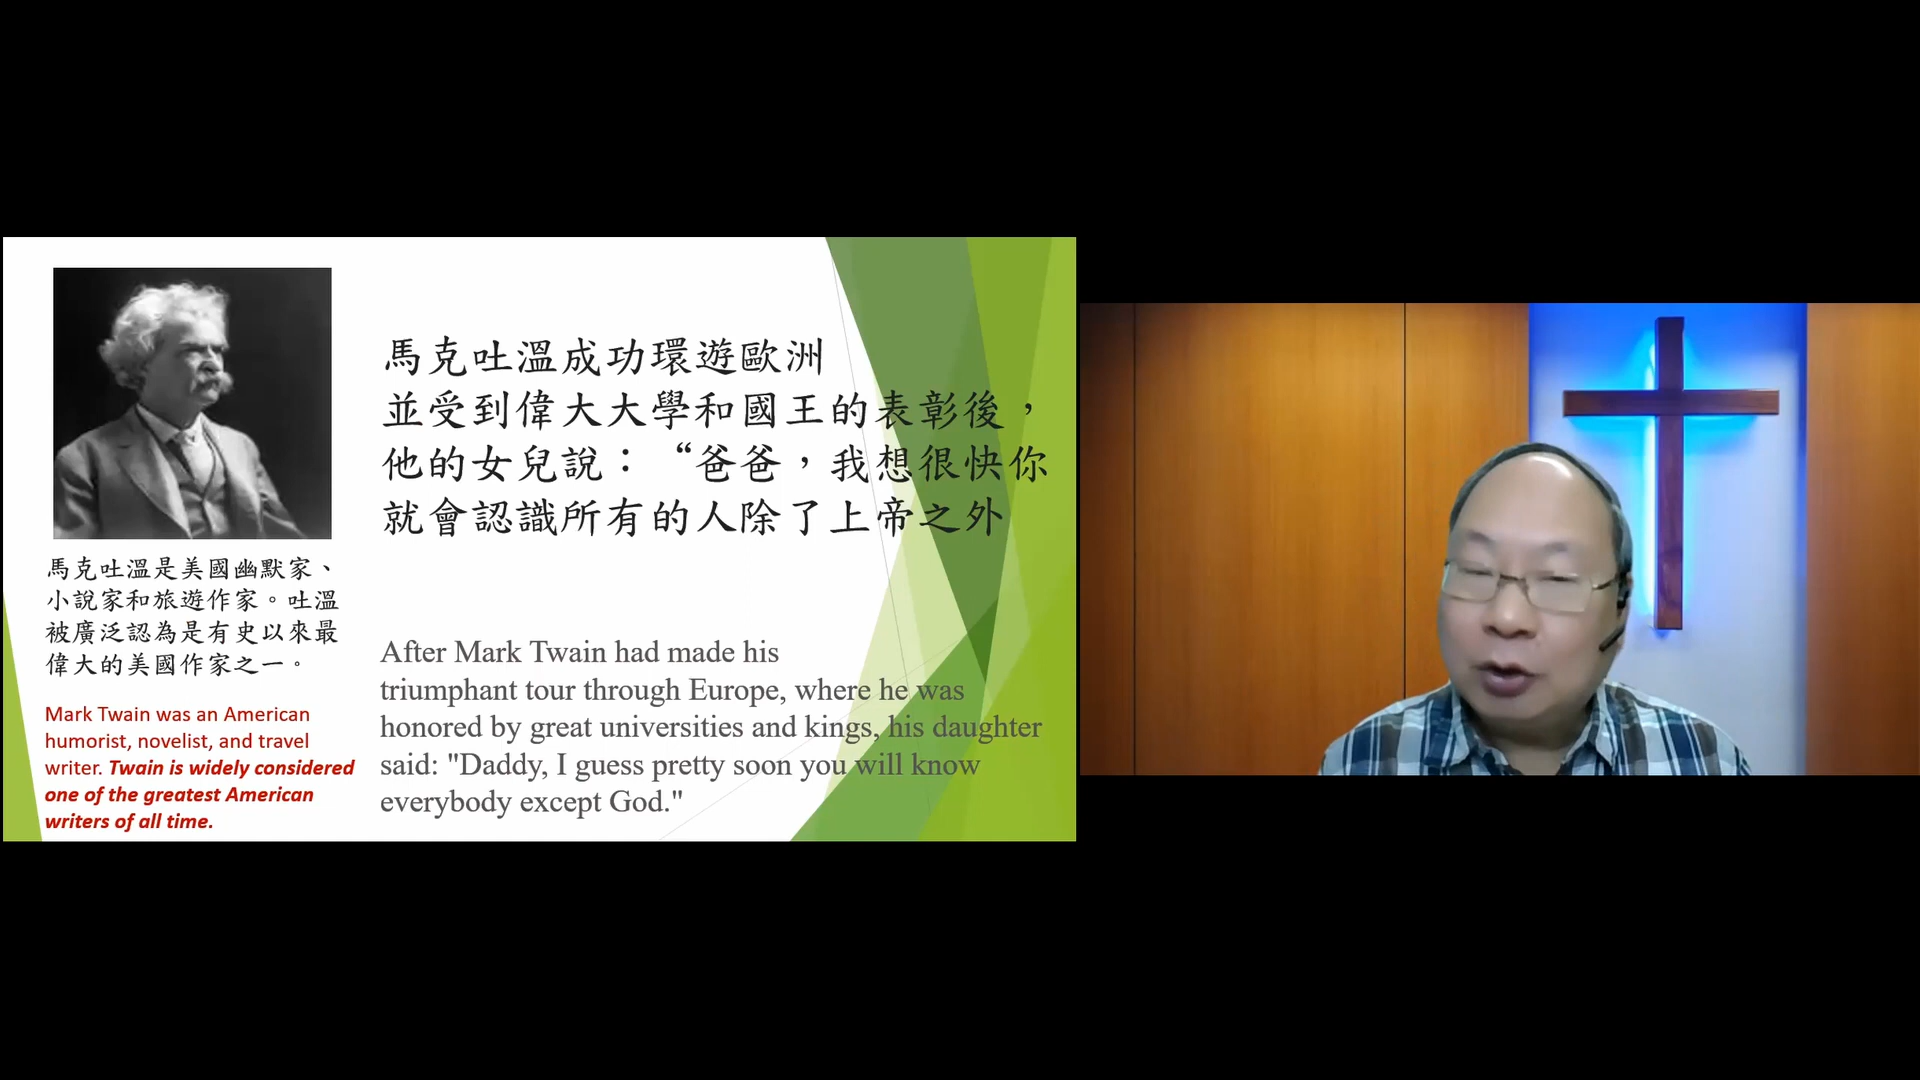 馬克吐溫成功環遊歐洲
並受到偉大大學和國王的表彰後，
他的女兒說：“爸爸，我想很快你
就會認識所有的人除了上帝之外
馬克吐溫是美國幽默家、
小說家和旅遊作家。吐溫
被廣泛認為是有史以來最
偉大的美國作家之一。
Mark Twain was an American
humorist, novelist, and travel
writer. Twain is widely considered
one of the greatest American
writers of all time.
After Mark Twain had made his
triumphant tour through Europe, where he was
honored by great universities and kings, his daughter
said: "Daddy, I guess pretty soon you will know
everybody except God."